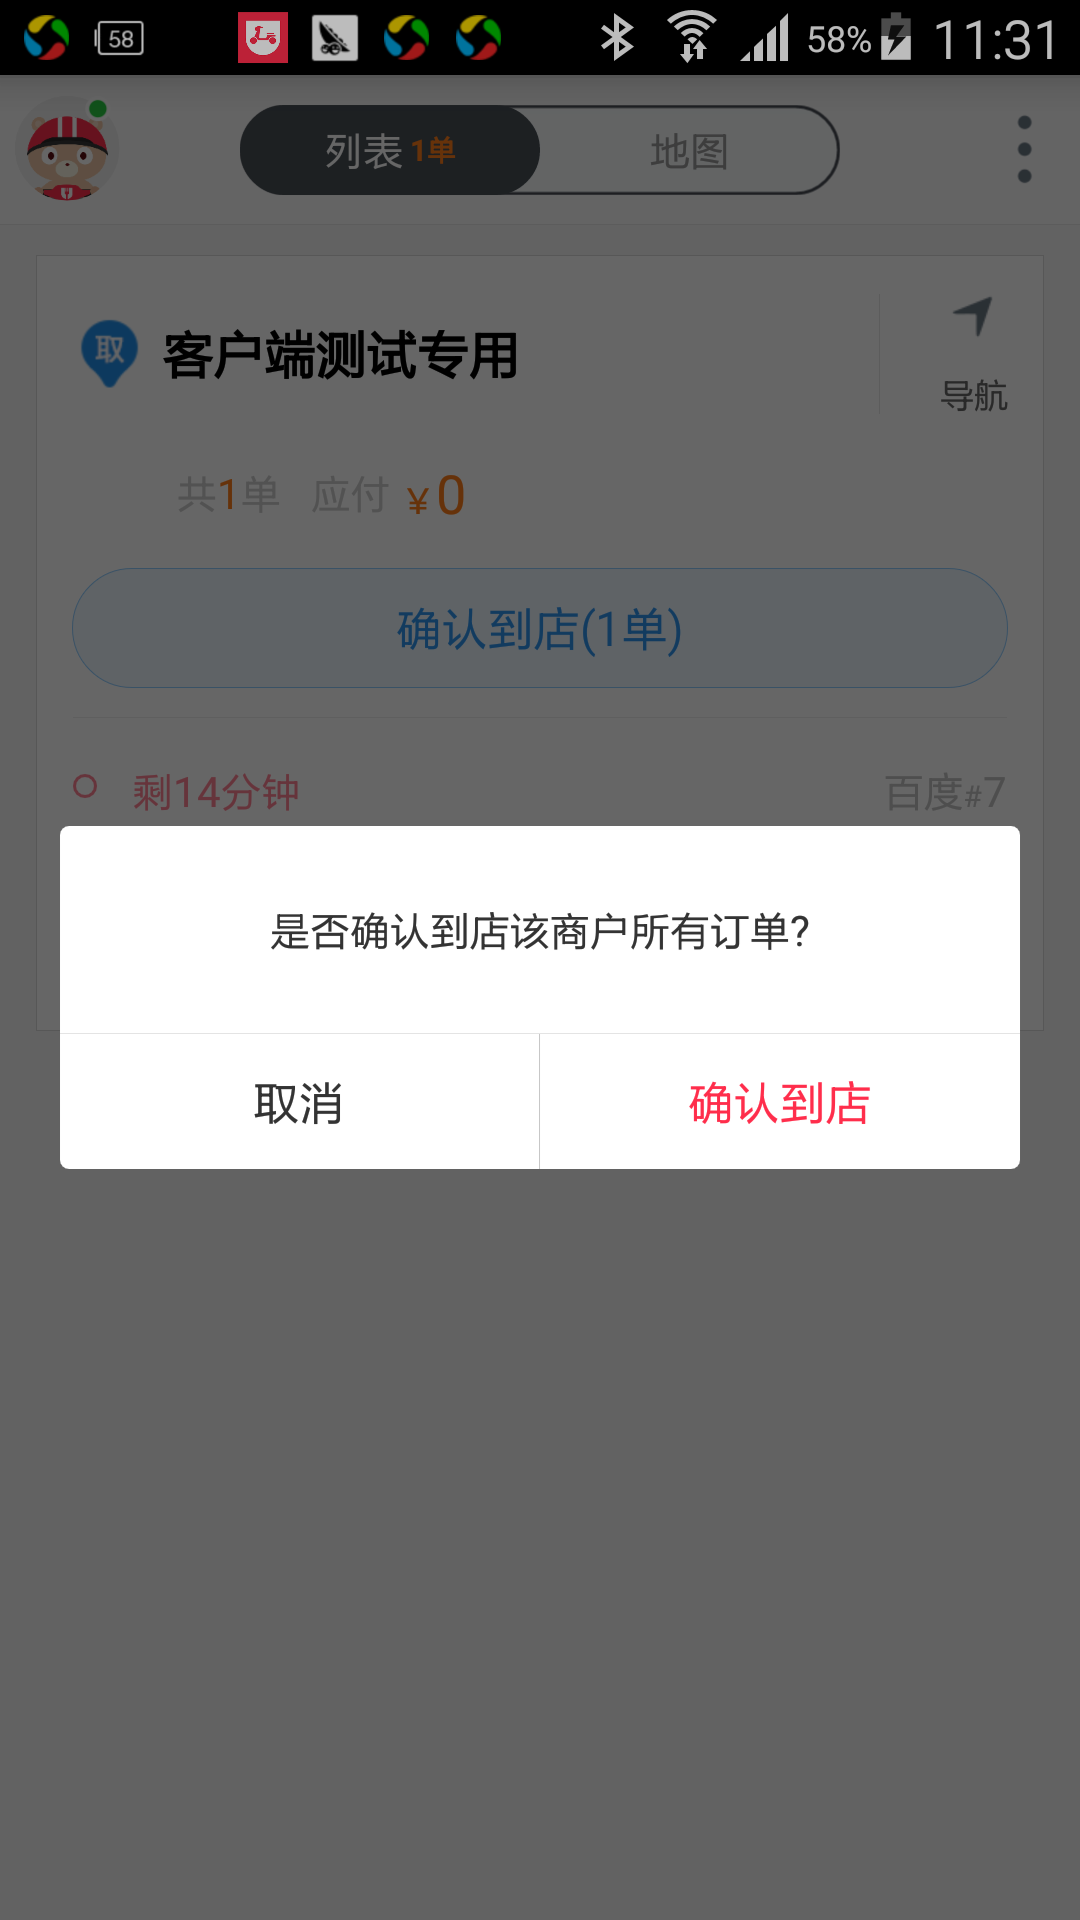 58 58% 11:31
列表 1单 地图
取 客户端测试专用
导航
共1单 应付 ¥0
确认到店(1单)
剩14分钟 百度#7
是否确认到店该商户所有订单?
取消 确认到店